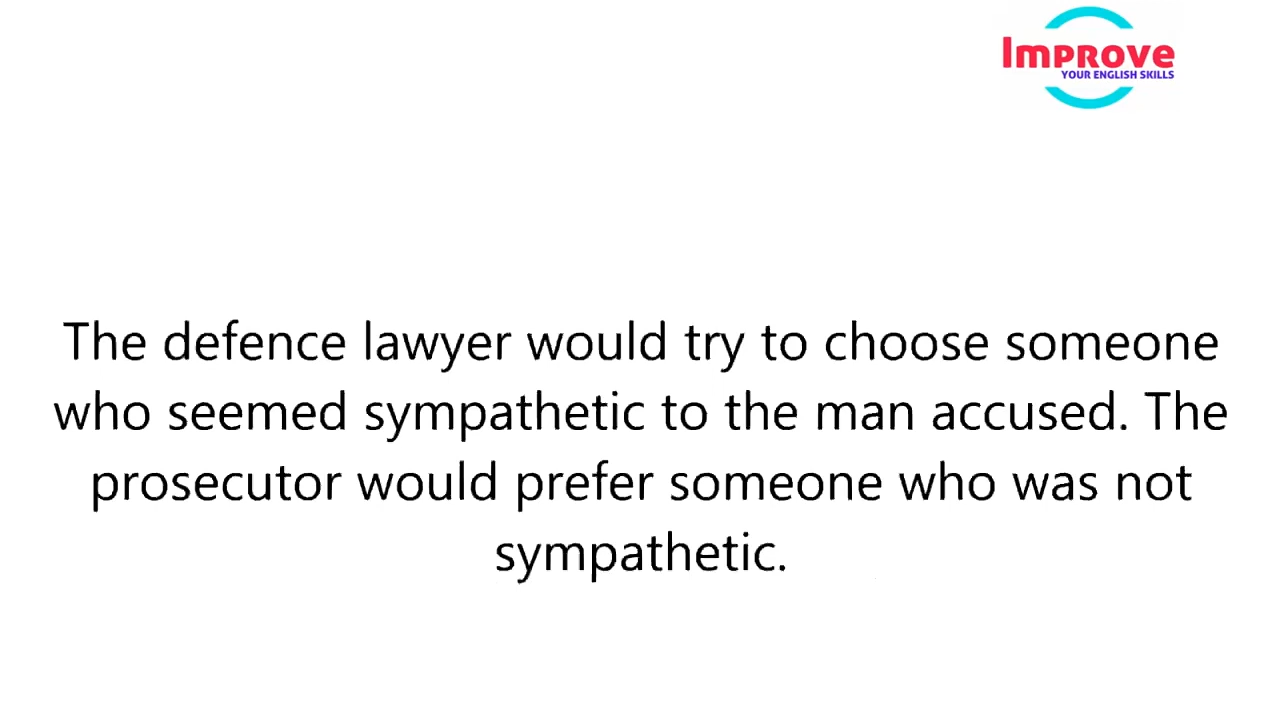 Improve
YOUR ENGLISH SKILLS
The defence lawyer would try to choose someone
who seemed sympathetic to the man accused. The
prosecutor would prefer someone who was not
sympathetic.